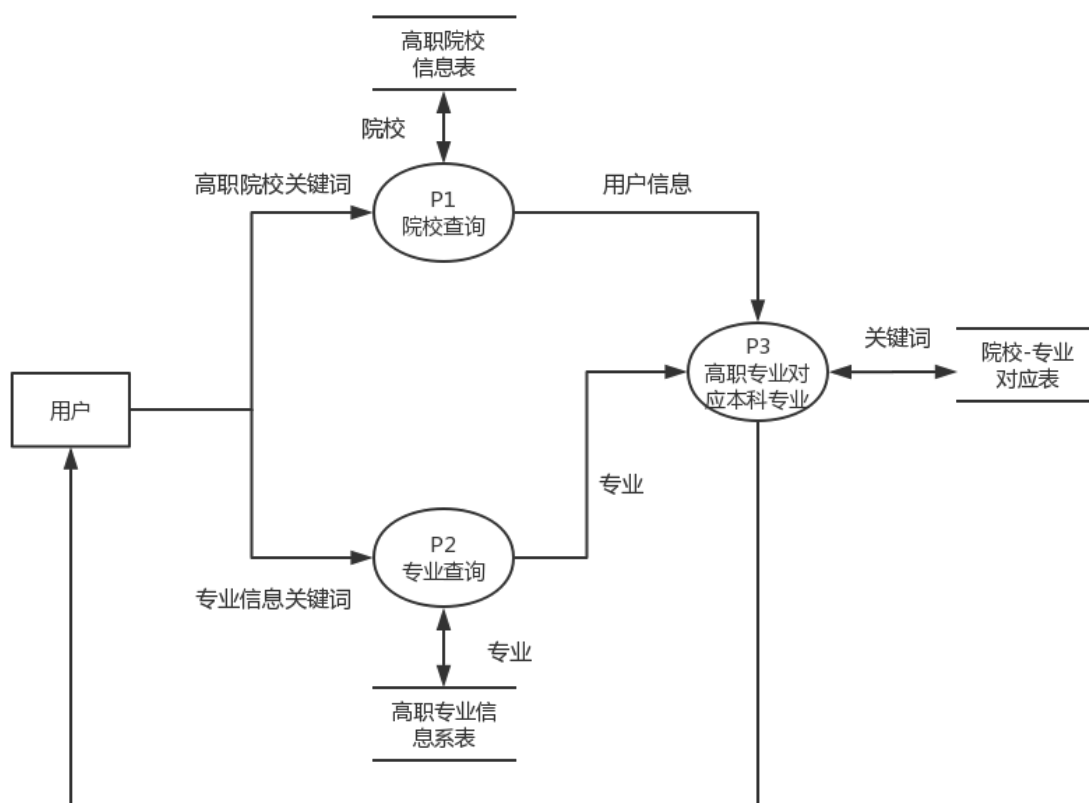 高职院校
信息表
院校
高职院校关键词
P1
院校查询
用户信息
P3
高职专业对
应本科专业
关键词
院校-专业
对应表
用户
专业
P2
专业查询
专业信息关键词
专业
高职专业信
息系表